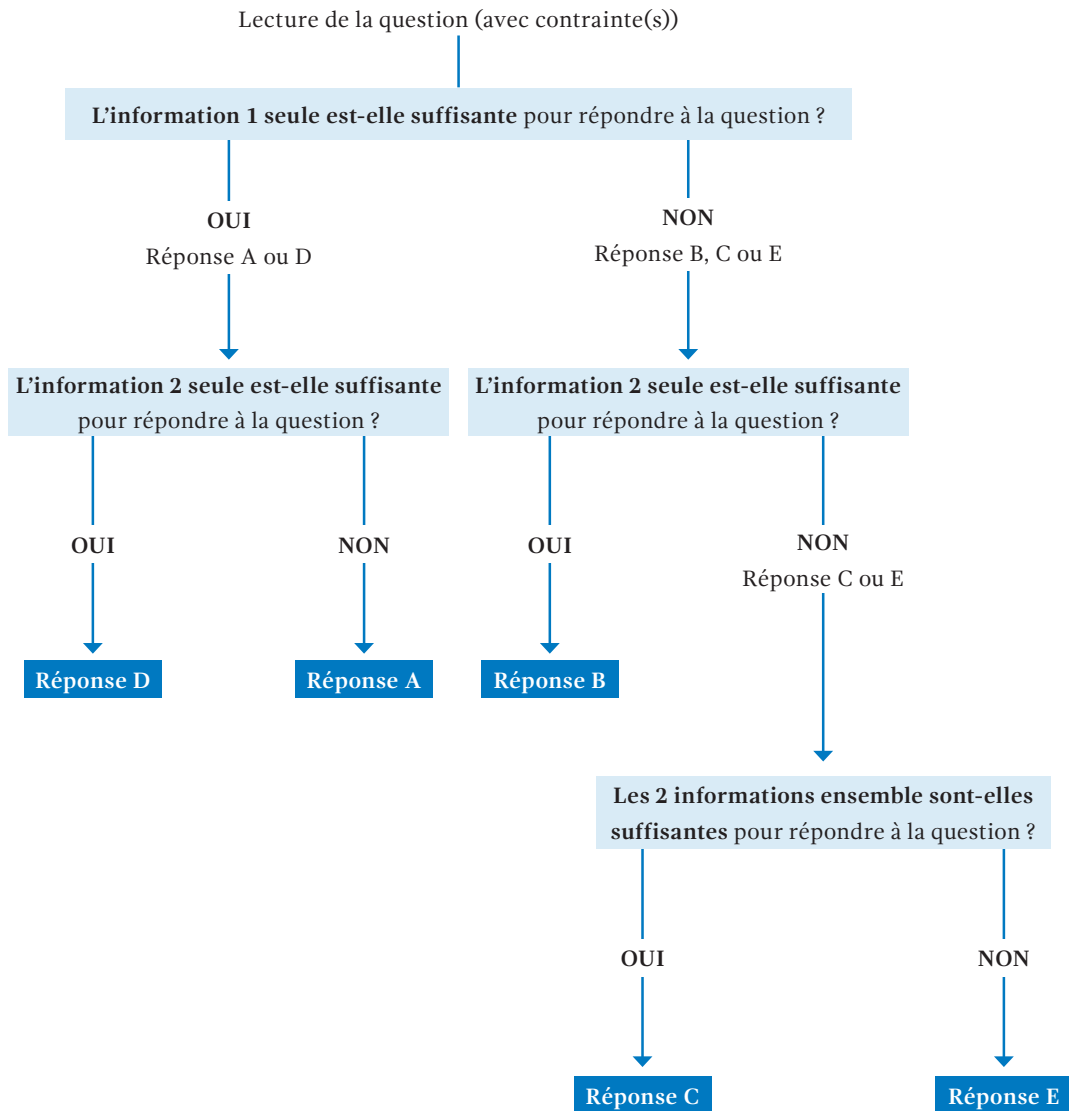 Lecture de la question (avec contrainte(s))
L'information 1 seule est-elle suffisante pour répondre à la question ?
OUI
Réponse A ou D
NON
Réponse B, C ou E
L'information 2 seule est-elle suffisante
pour répondre à la question ?
L'information 2 seule est-elle suffisante
pour répondre à la question ?
OUI
NON
OUI
NON
Réponse C ou E
Réponse D
Réponse A
Réponse B
Les 2 informations ensemble sont-elles
suffisantes pour répondre à la question ?
OUI
NON
Réponse C
Réponse E